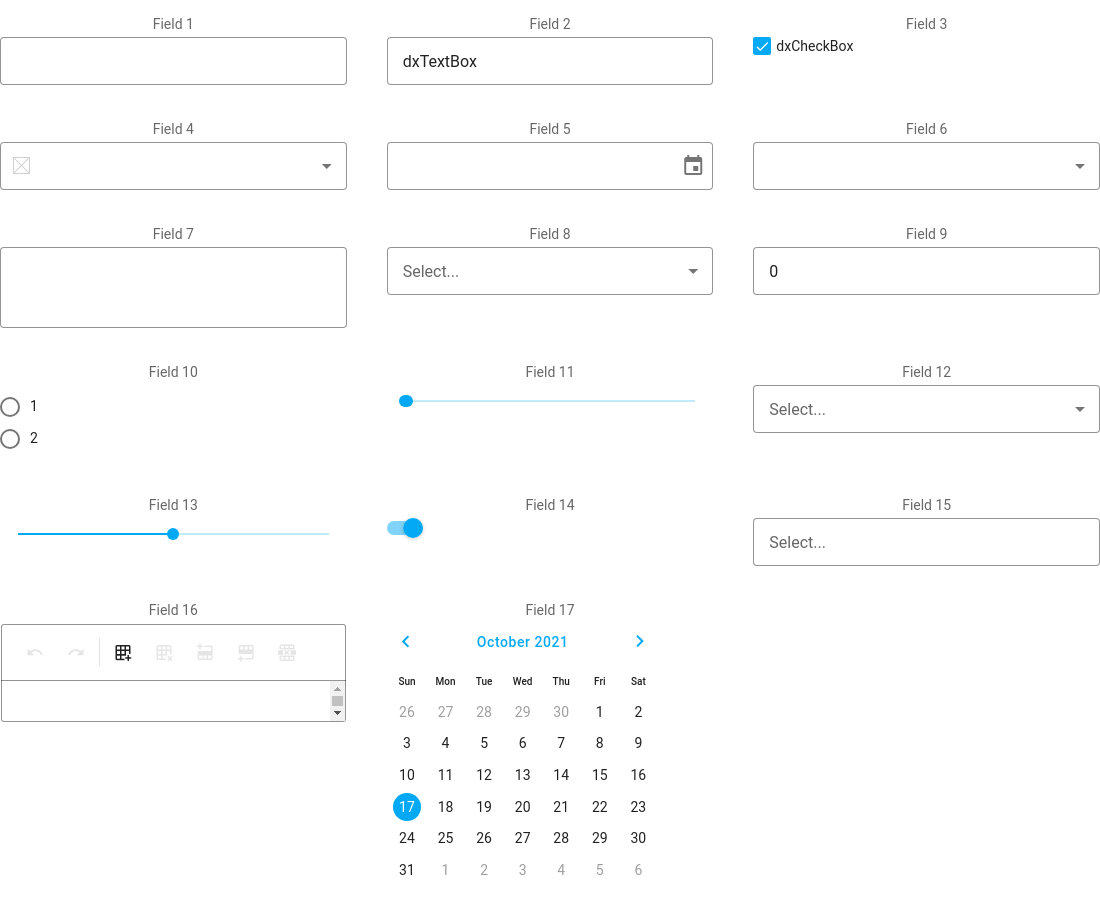 Field 1
Field 2
dxTextBox
Field 3
dxCheckBox
Field 4
Field 5
Field 6
Field 7
Field 8
Select...
Field 9
0
Field 10
1
2
Field 11
Field 12
Select...
Field 13
Field 14
Field 15
Select...
Field 16
Field 17
October 2021
Sun Mon Tue Wed Thu Fri Sat
26 27 28 29 30 1 2
3 4 5 6 7 8 9
10 11 12 13 14 15 16
17 18 19 20 21 22 23
24 25 26 27 28 29 30
31 1 2 3 4 5 6